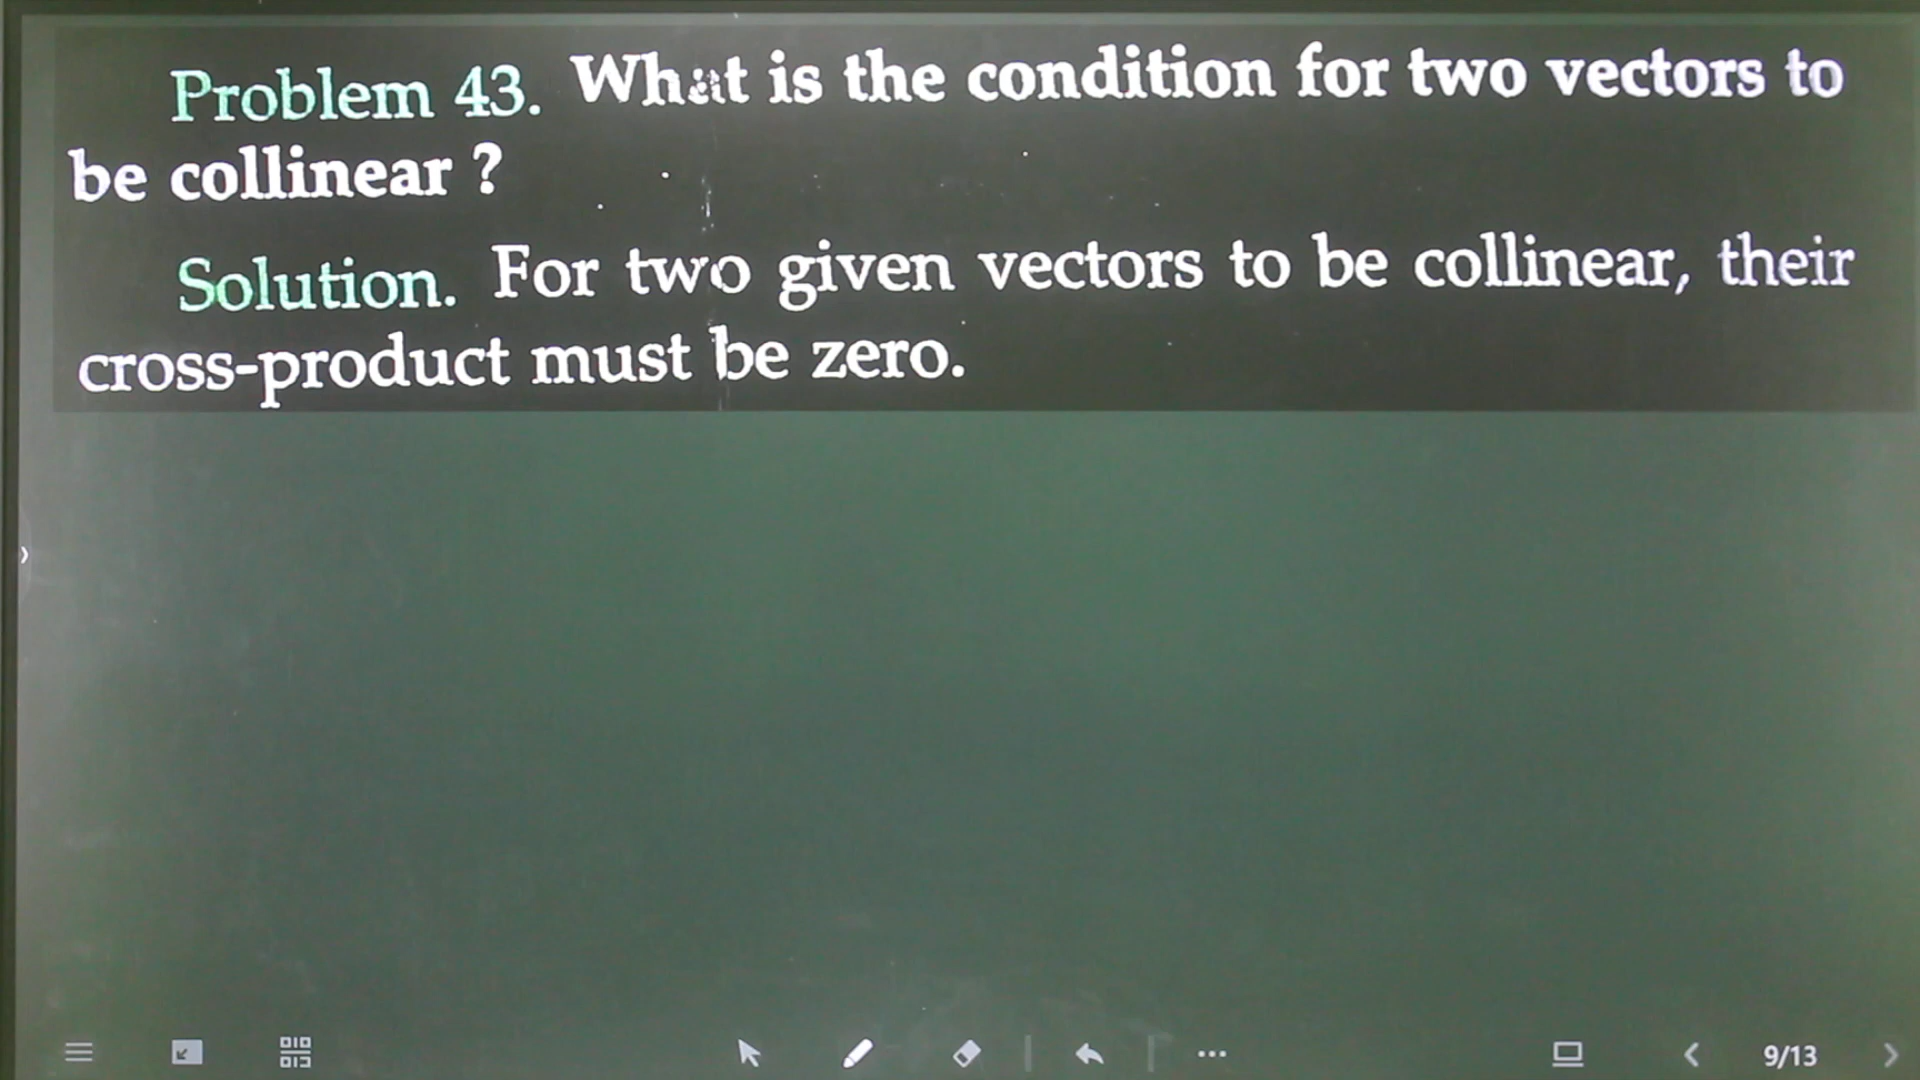 Problem 43. What is the condition for two vectors to
be collinear ?
Solution. For two given vectors to be collinear, their
cross-product must be zero.
9/13